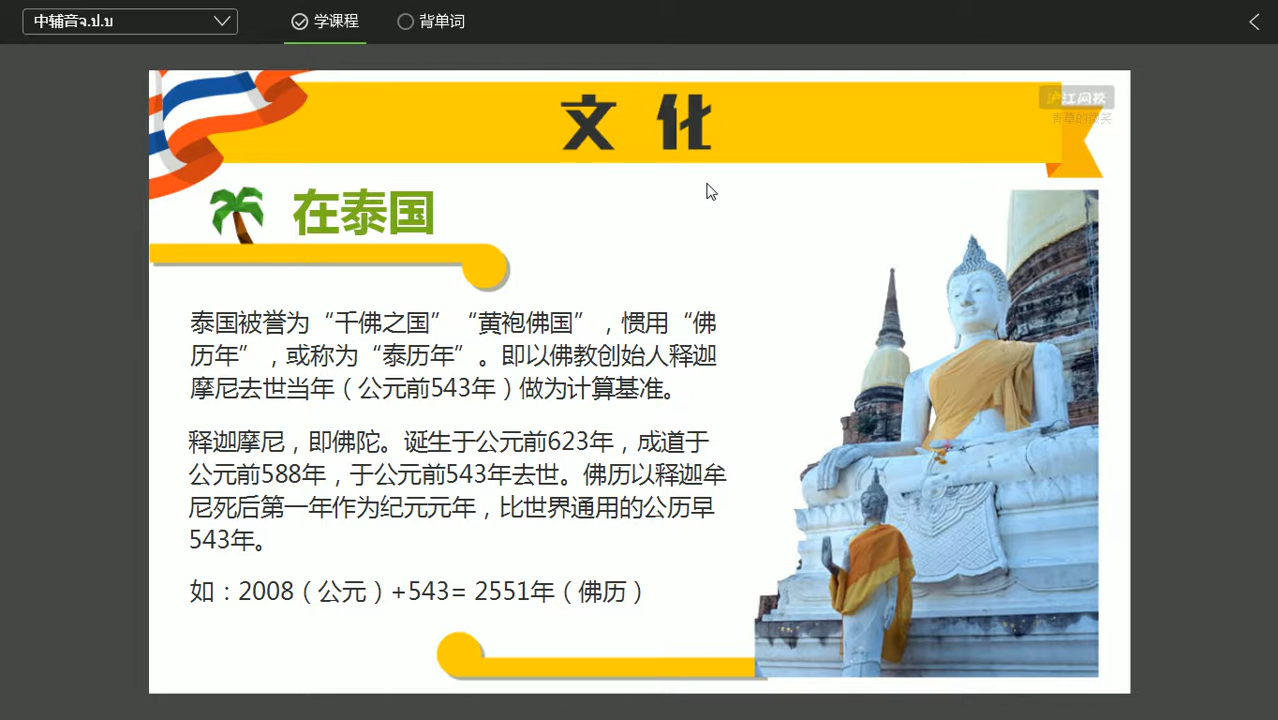 中辅音จ.ป.บ
学课程
背单词
文 化
沪江网校
青草的微笑
在泰国
泰国被誉为“千佛之国”“黄袍佛国”，惯用“佛
历年”，或称为“泰历年”。即以佛教创始人释迦
摩尼去世当年（公元前543年）做为计算基准。
释迦摩尼，即佛陀。诞生于公元前623年，成道于
公元前588年，于公元前543年去世。佛历以释迦牟
尼死后第一年作为纪元元年，比世界通用的公历早
543年。
如：2008（公元）+543= 2551年（佛历）